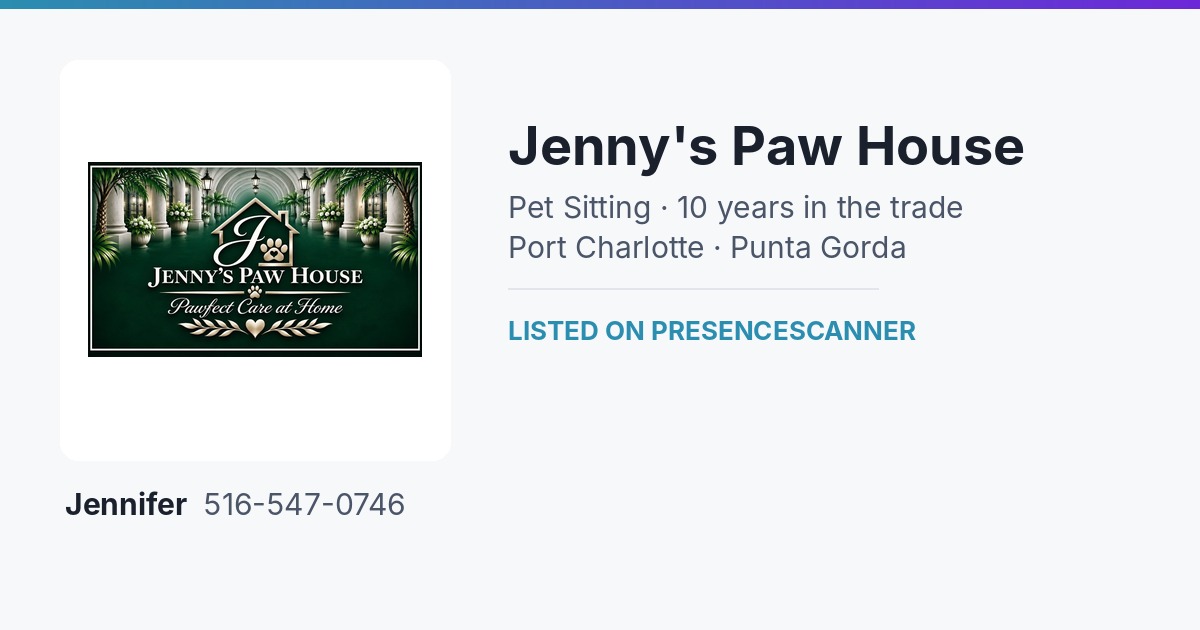 J
JENNY'S PAW HOUSE
Pawfect Care at Home
Jenny's Paw House
Pet Sitting · 10 years in the trade
Port Charlotte · Punta Gorda
LISTED ON PRESENCESCANNER
Jennifer 516-547-0746